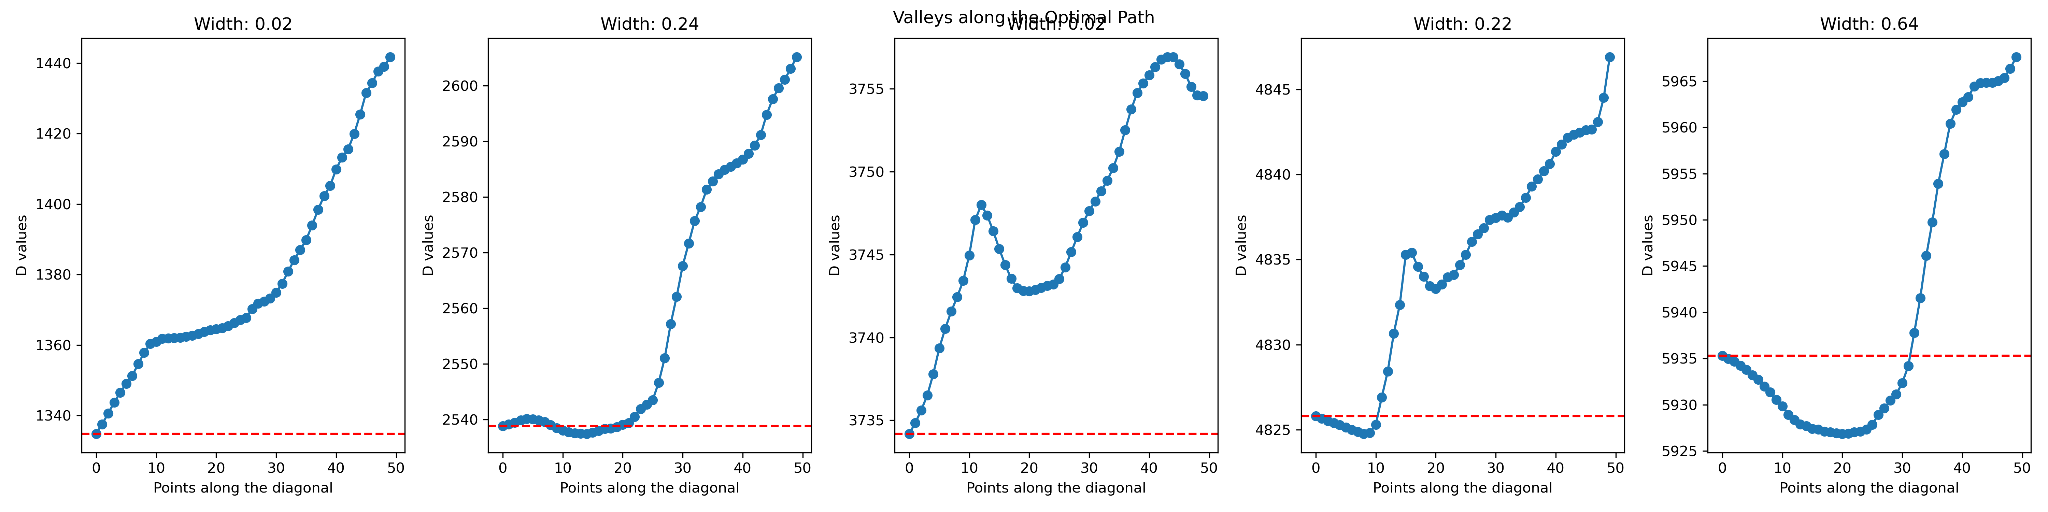 Valleys along the Optimal Path
Width: 0.02
1440
1420
1400
1380
1360
1340
D values
0 10 20 30 40 50
Points along the diagonal
Width: 0.24
2600
2590
2580
2570
2560
2550
2540
D values
0 10 20 30 40 50
Points along the diagonal
Width: 0.02
3755
3750
3745
3740
3735
D values
0 10 20 30 40 50
Points along the diagonal
Width: 0.22
4845
4840
4835
4830
4825
D values
0 10 20 30 40 50
Points along the diagonal
Width: 0.64
5965
5960
5955
5950
5945
5940
5935
5930
5925
D values
0 10 20 30 40 50
Points along the diagonal